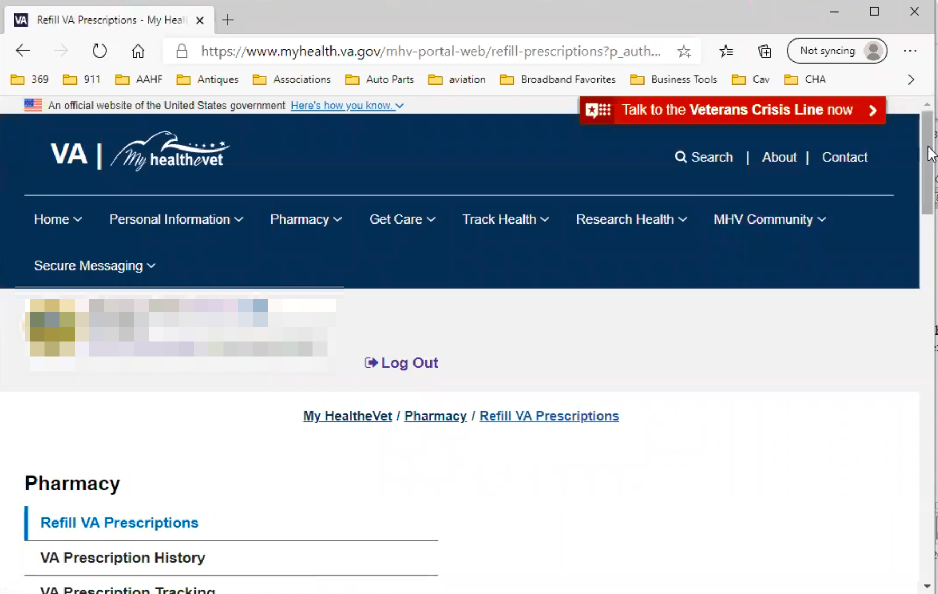 VA Refill VA Prescriptions - My Heal
https://www.myhealth.va.gov/mhv-portal-web/refill-prescriptions?p_auth... Not syncing
369 911 AAHF Antiques Associations Auto Parts aviation Broadband Favorites Business Tools Cav CHA
An official website of the United States government Here's how you know. Talk to the Veterans Crisis Line now
VA | My healthevet Search | About | Contact
Home Personal Information Pharmacy Get Care Track Health Research Health MHV Community
Secure Messaging
Log Out
My HealtheVet / Pharmacy / Refill VA Prescriptions
Pharmacy
Refill VA Prescriptions
VA Prescription History
VA Prescription Tracking